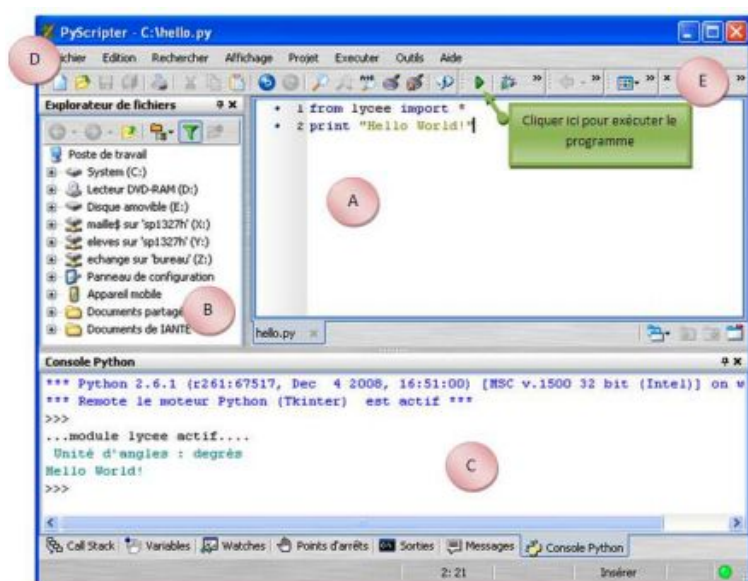 PyScripter - C:\hello.py
D
chier Edition Rechercher Affichage Projet Executer Outils Aide
E
Explorateur de fichiers
1 from lycee import *
2 print "Hello World!"
Cliquer ici pour exécuter le
programme
A
Poste de travail
System (C:)
Lecteur DVD-RAM (D:)
Disque amovible (E:)
maille$ sur 'sp1327h' (X:)
eleves sur 'sp1327h' (Y:)
echange sur 'bureau' (Z:)
Panneau de configuration
Appareil mobile
Documents partag
B
Documents de IANTE
hello.py
Console Python
*** Python 2.6.1 (r261:67517, Dec 4 2008, 16:51:00) [MSC v.1500 32 bit (Intel)] on w
*** Remote le moteur Python (Tkinter) est actif ***
>>>
...module lycee actif....
Unité d'angles : degrés
Hello World!
>>>
C
Call Stack Variables Watches Points d'arrêts Sorties Messages Console Python
2: 21 Insérer